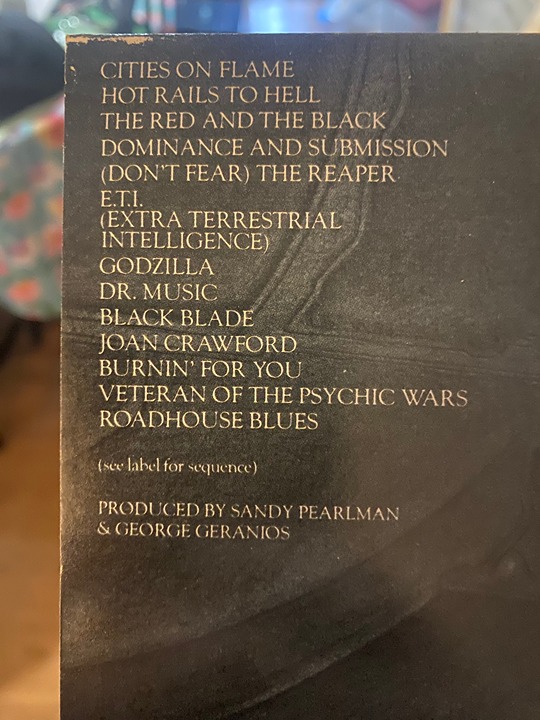 CITIES ON FLAME
HOT RAILS TO HELL
THE RED AND THE BLACK
DOMINANCE AND SUBMISSION
(DON'T FEAR) THE REAPER
E.T.I.
(EXTRA TERRESTRIAL
INTELLIGENCE)
GODZILLA
DR. MUSIC
BLACK BLADE
JOAN CRAWFORD
BURNIN' FOR YOU
VETERAN OF THE PSYCHIC WARS
ROADHOUSE BLUES
(see label for sequence)
PRODUCED BY SANDY PEARLMAN
& GEORGE GERANIOS